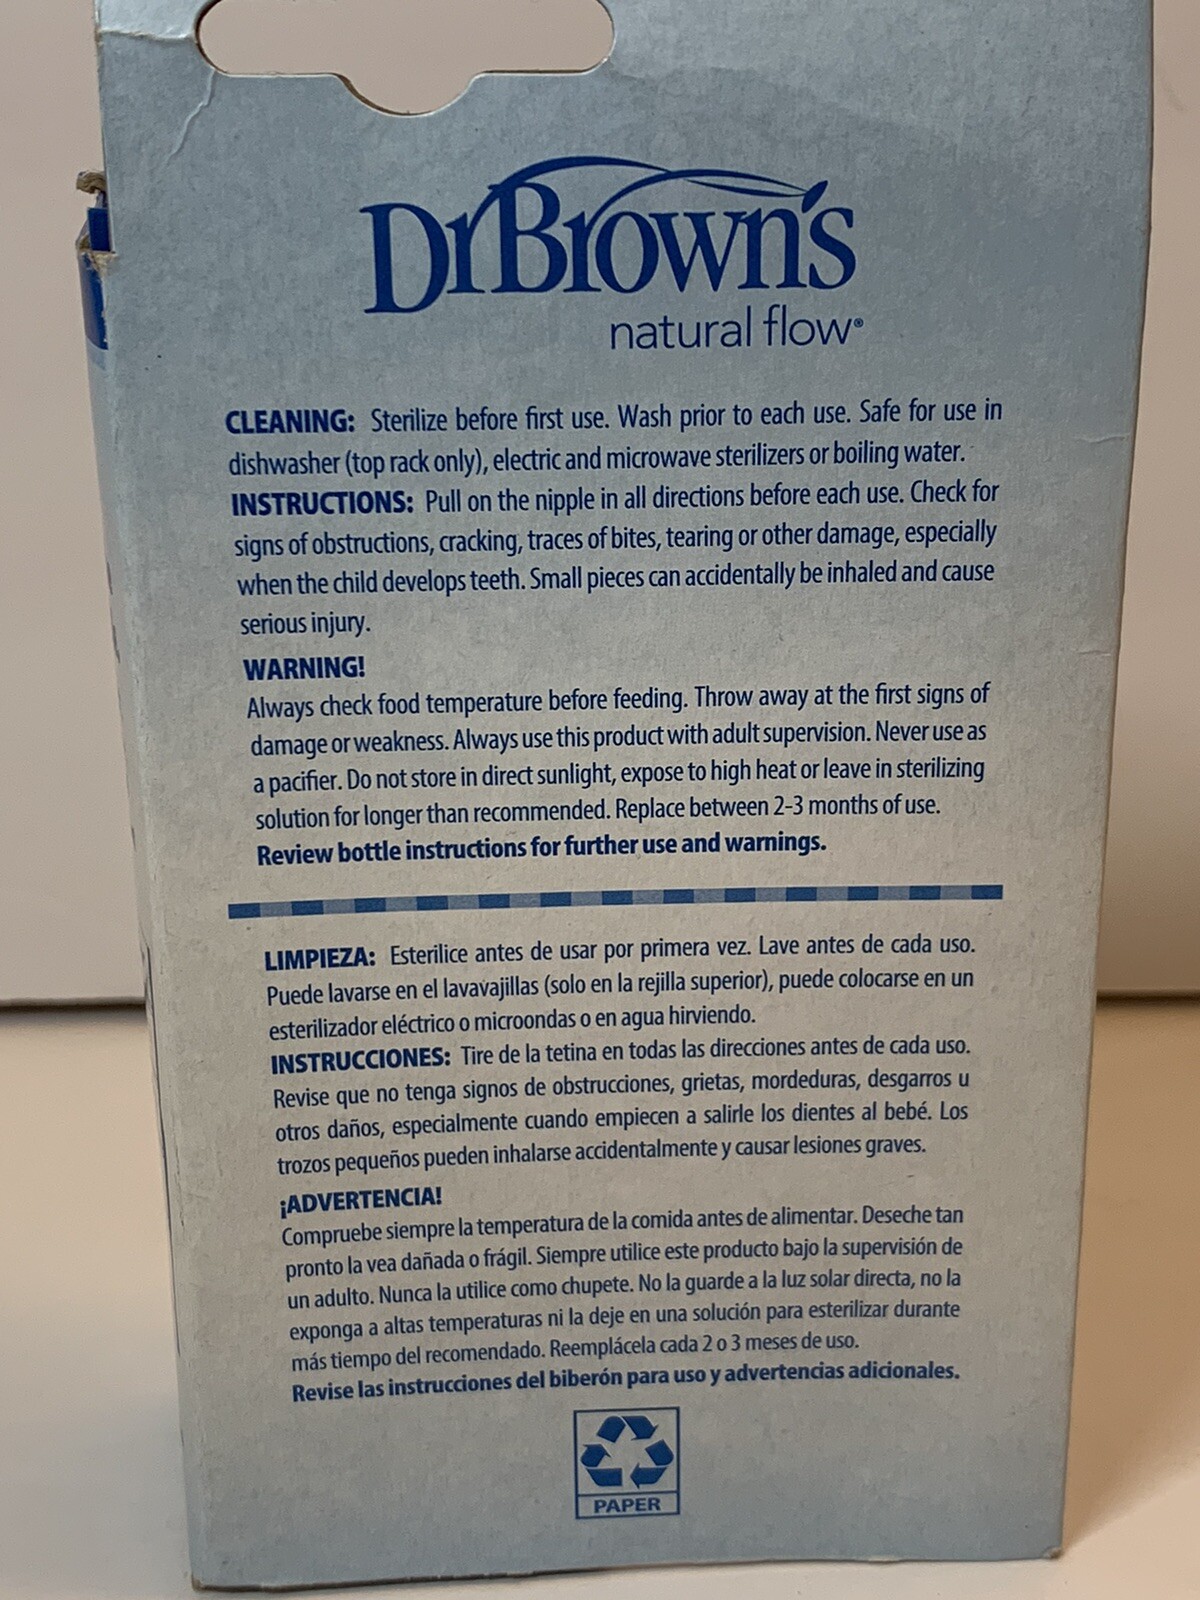 Dr Brown's
natural flow®
CLEANING: Sterilize before first use. Wash prior to each use. Safe for use in
dishwasher (top rack only), electric and microwave sterilizers or boiling water.
INSTRUCTIONS: Pull on the nipple in all directions before each use. Check for
signs of obstructions, cracking, traces of bites, tearing or other damage, especially
when the child develops teeth. Small pieces can accidentally be inhaled and cause
serious injury.
WARNING!
Always check food temperature before feeding. Throw away at the first signs of
damage or weakness. Always use this product with adult supervision. Never use as
a pacifier. Do not store in direct sunlight, expose to high heat or leave in sterilizing
solution for longer than recommended. Replace between 2-3 months of use.
Review bottle instructions for further use and warnings.
LIMPIEZA: Esterilice antes de usar por primera vez. Lave antes de cada uso.
Puede lavarse en el lavavajillas (solo en la rejilla superior), puede colocarse en un
esterilizador eléctrico o microondas o en agua hirviendo.
INSTRUCCIONES: Tire de la tetina en todas las direcciones antes de cada uso.
Revise que no tenga signos de obstrucciones, grietas, mordeduras, desgarros u
otros daños, especialmente cuando empiecen a salirle los dientes al bebé. Los
trozos pequeños pueden inhalarse accidentalmente y causar lesiones graves.
¡ADVERTENCIA!
Compruebe siempre la temperatura de la comida antes de alimentar. Deseche tan
pronto la vea dañada o frágil. Siempre utilice este producto bajo la supervisión de
un adulto. Nunca la utilice como chupete. No la guarde a la luz solar directa, no la
exponga a altas temperaturas ni la deje en una solución para esterilizar durante
más tiempo del recomendado. Reemplácela cada 2 o 3 meses de uso.
Revise las instrucciones del biberón para uso y advertencias adicionales.
PAPER